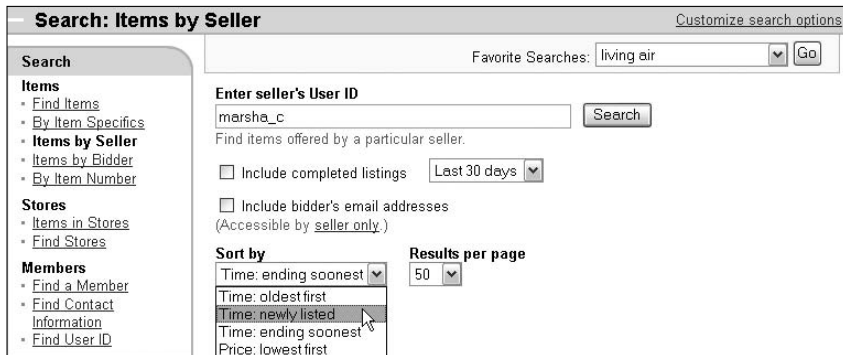 Search: Items by Seller
Customize search options
Search
Items
Find Items
By Item Specifics
Items by Seller
Items by Bidder
By Item Number
Stores
Items in Stores
Find Stores
Members
Find a Member
Find Contact
Information
Find User ID
Favorite Searches: living air Go
Enter seller's User ID
marsha_c Search
Find items offered by a particular seller.
Include completed listings Last 30 days
Include bidder's email addresses
(Accessible by seller only.)
Sort by Results per page
Time: ending soonest 50
Time: oldest first
Time: newly listed
Time: ending soonest
Price: lowest first